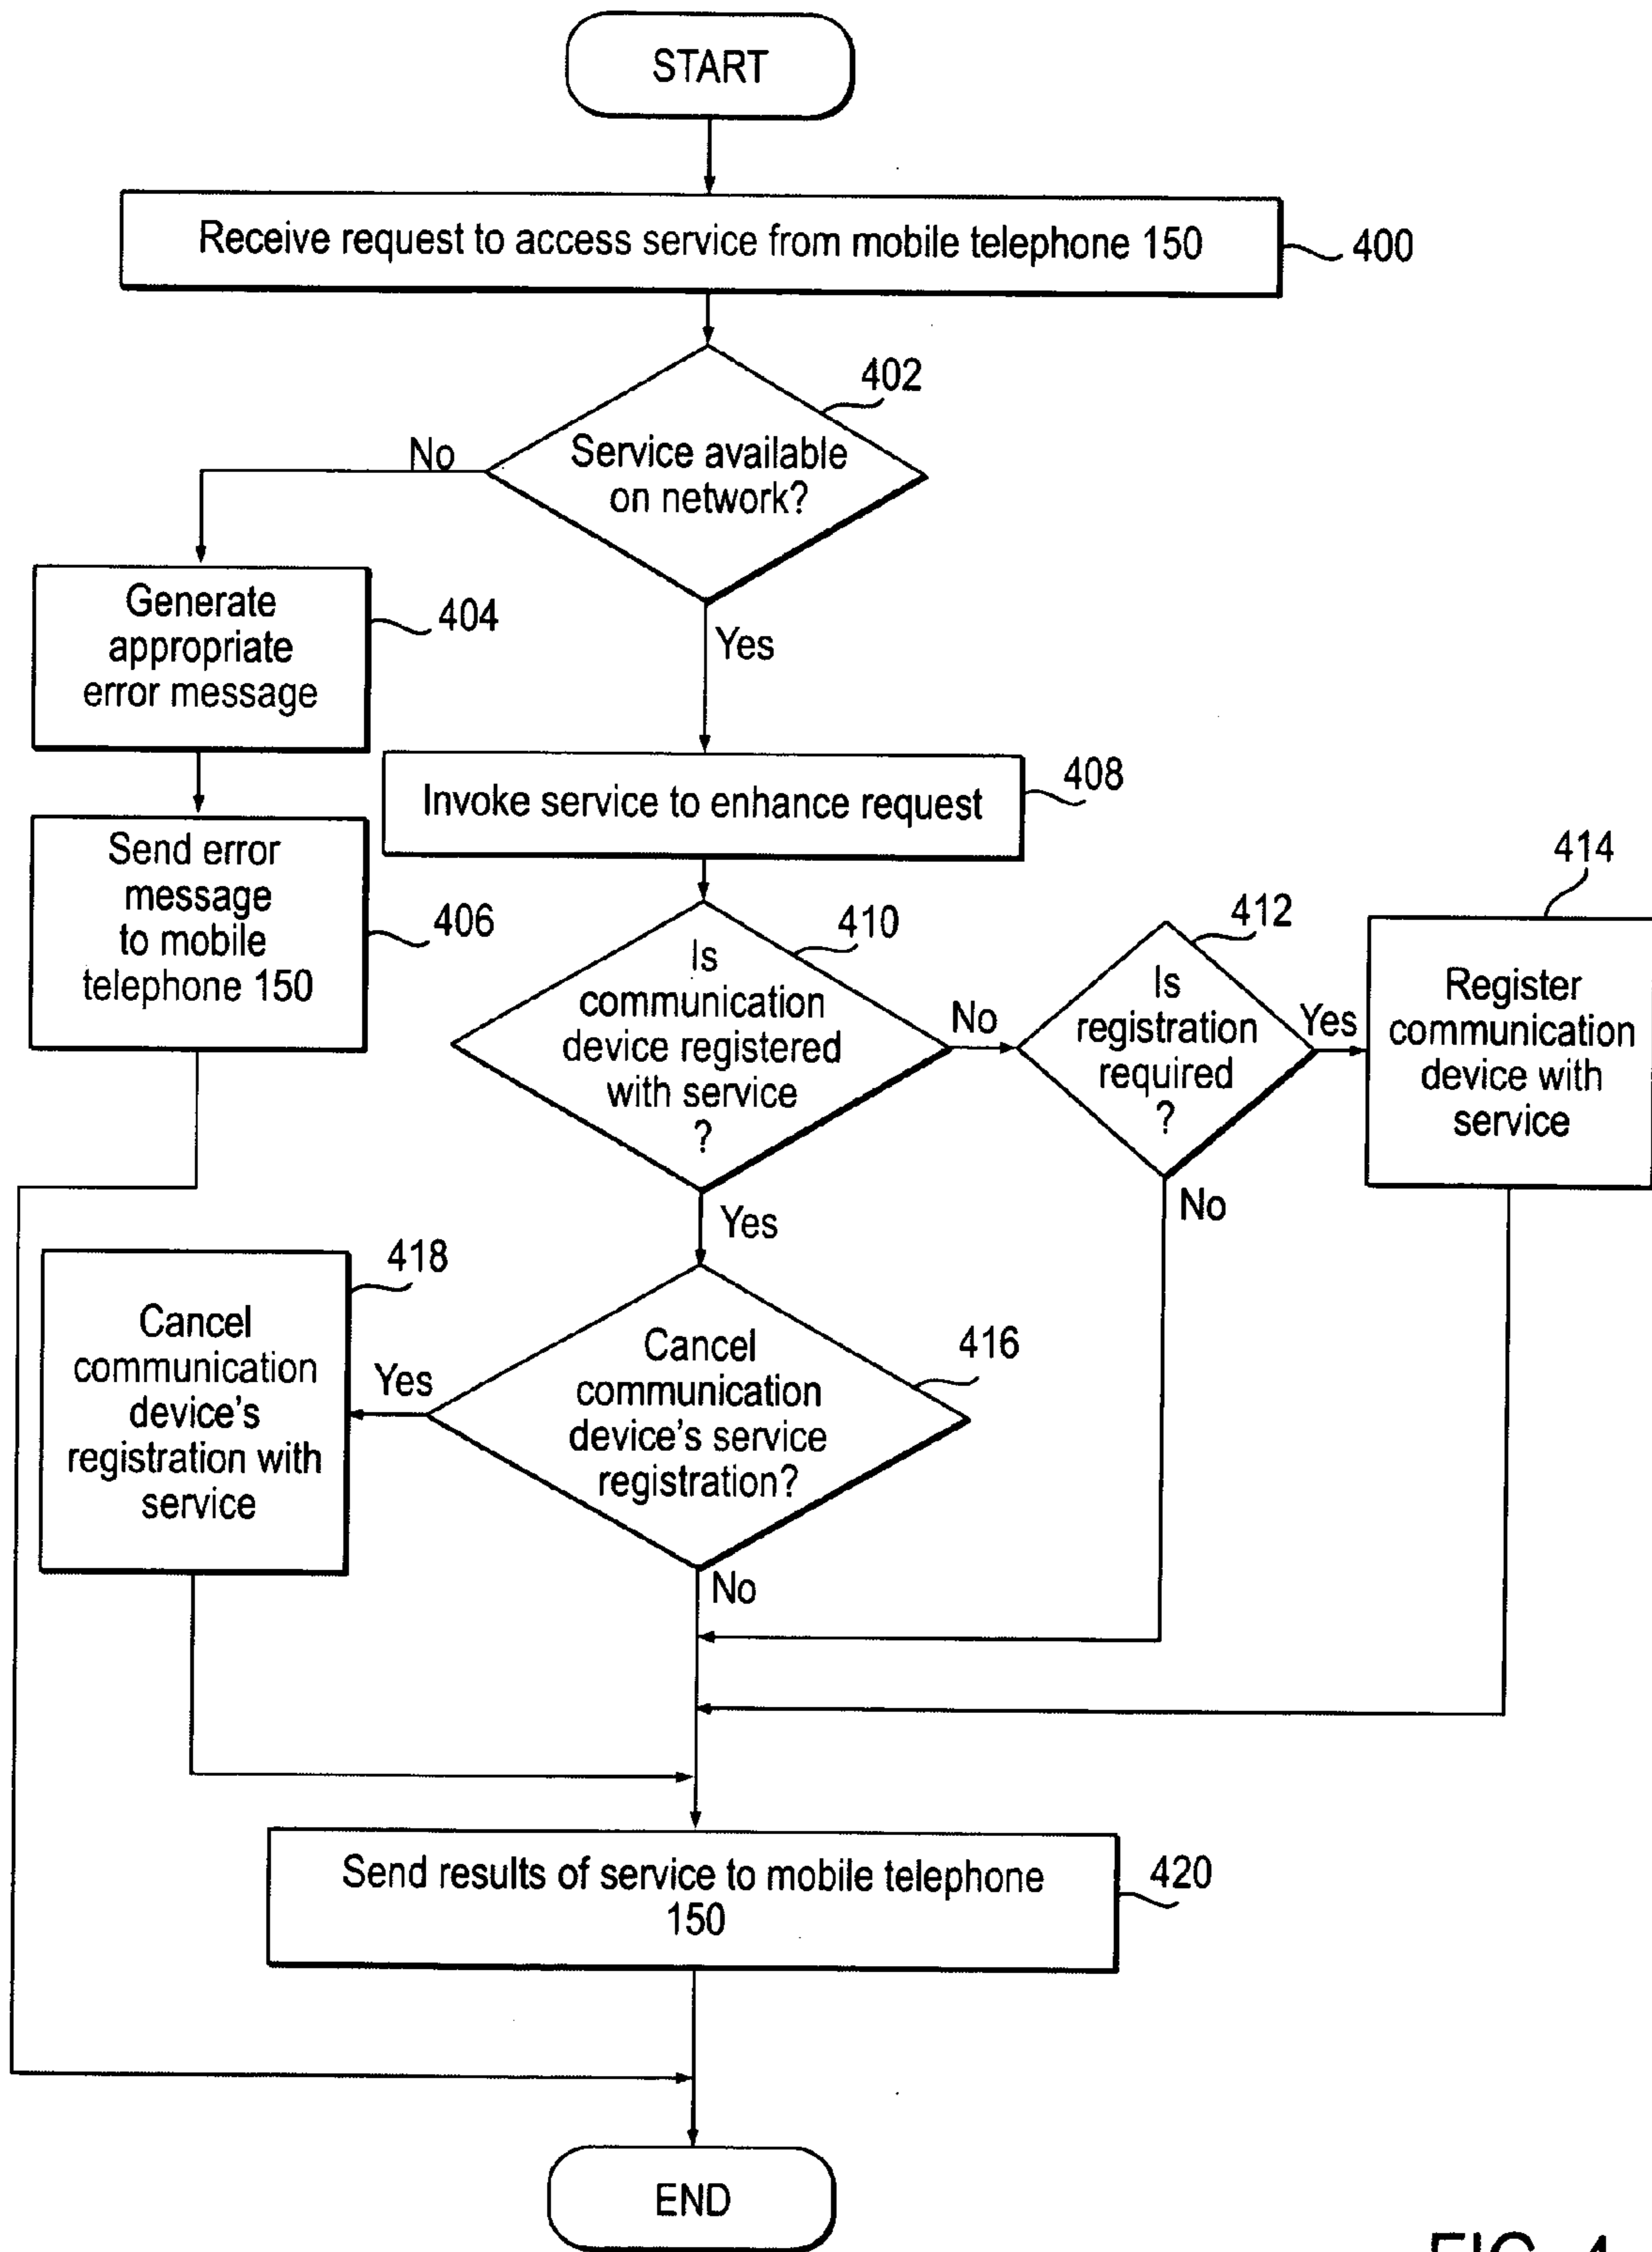 START
Receive request to access service from mobile telephone 150
400
402
Service available
on network?
No
Yes
Generate
appropriate
error message
404
Invoke service to enhance request
408
Send error
message
to mobile
telephone 150
406
Is
communication
device registered
with service
?
410
No
Is
registration
required
?
412
Yes
No
414
Register
communication
device with
service
Yes
Cancel
communication
device's service
registration?
416
Yes
No
418
Cancel
communication
device's
registration with
service
Send results of service to mobile telephone
150
420
END
FIG. 4